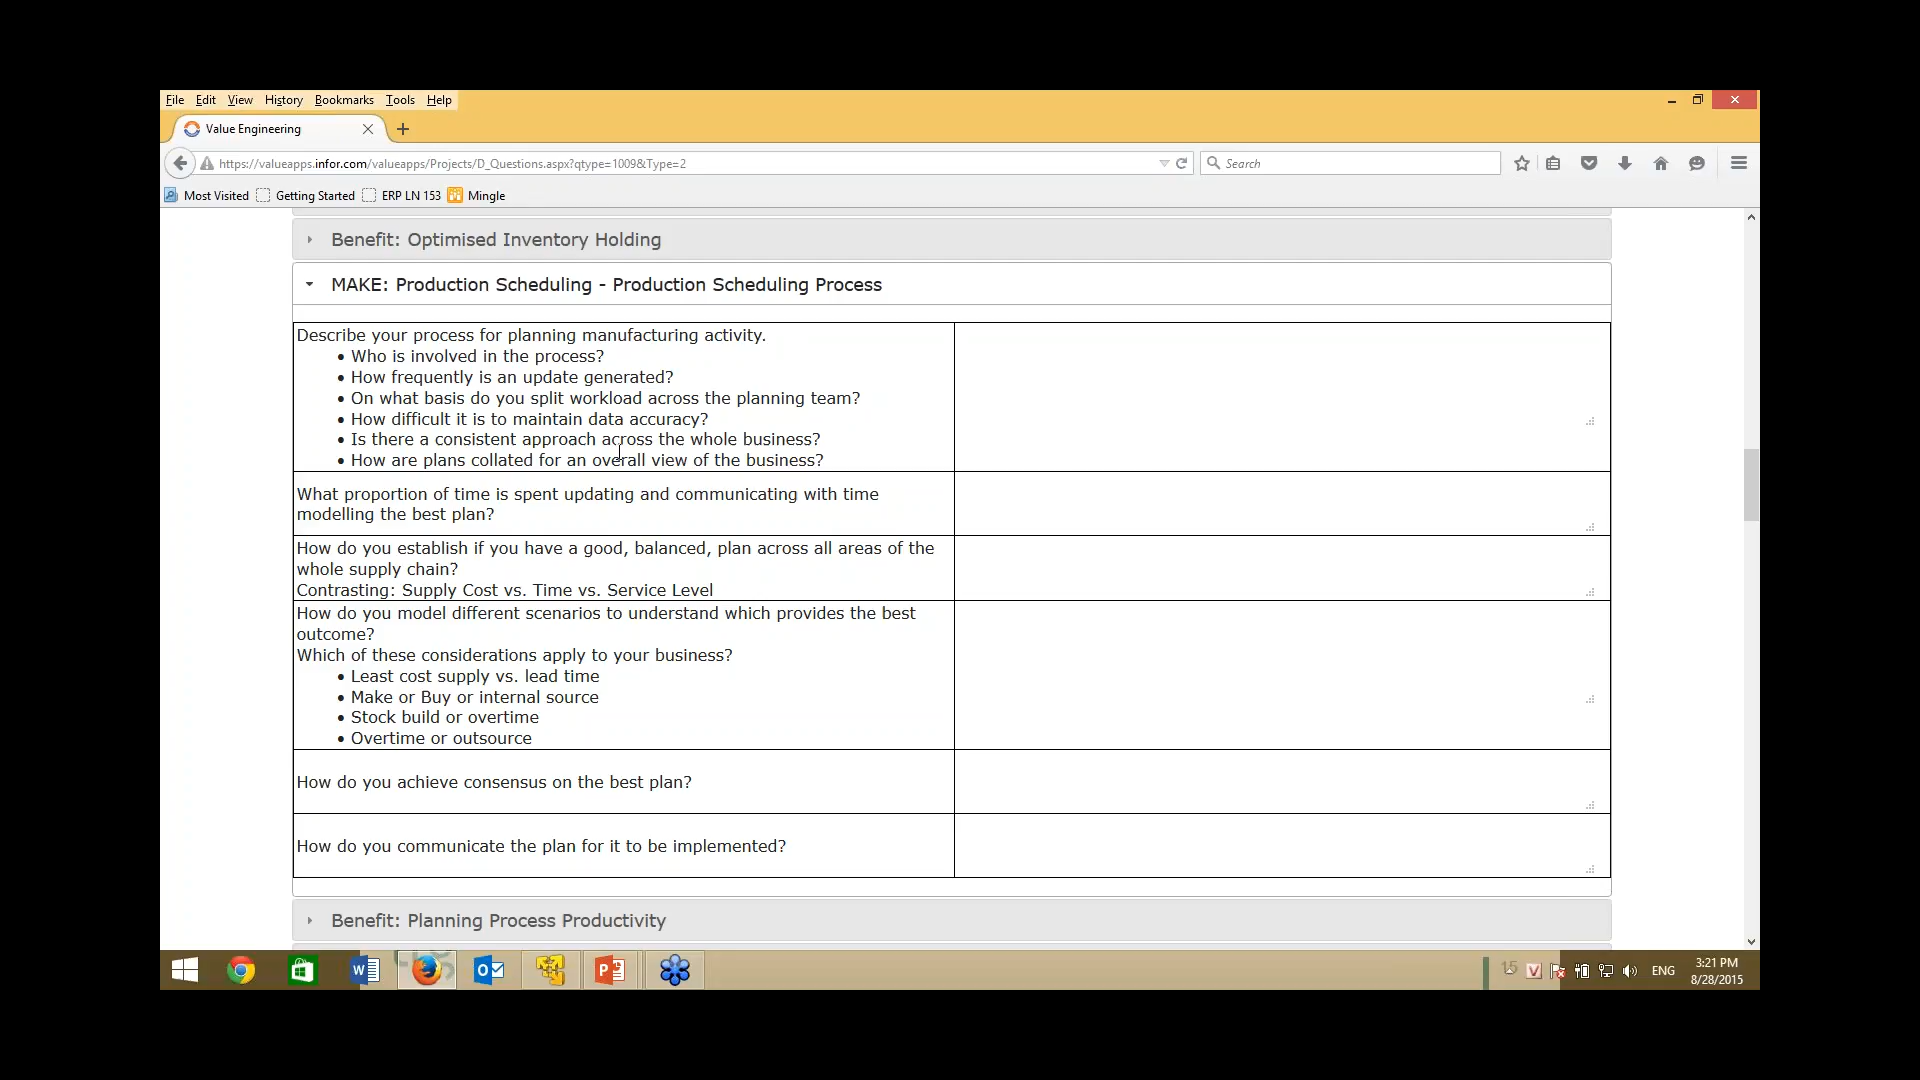 File Edit View History Bookmarks Tools Help
Value Engineering
https://valueapps.infor.com/valueapps/Projects/D_Questions.aspx?qtype=1009&Type=2
Search
Most Visited Getting Started ERP LN 153 Mingle
Benefit: Optimised Inventory Holding
MAKE: Production Scheduling - Production Scheduling Process
Describe your process for planning manufacturing activity.
• Who is involved in the process?
• How frequently is an update generated?
• On what basis do you split workload across the planning team?
• How difficult it is to maintain data accuracy?
• Is there a consistent approach across the whole business?
• How are plans collated for an overall view of the business?
What proportion of time is spent updating and communicating with time
modelling the best plan?
How do you establish if you have a good, balanced, plan across all areas of the
whole supply chain?
Contrasting: Supply Cost vs. Time vs. Service Level
How do you model different scenarios to understand which provides the best
outcome?
Which of these considerations apply to your business?
• Least cost supply vs. lead time
• Make or Buy or internal source
• Stock build or overtime
• Overtime or outsource
How do you achieve consensus on the best plan?
How do you communicate the plan for it to be implemented?
Benefit: Planning Process Productivity
15 ENG 3:21 PM
8/28/2015